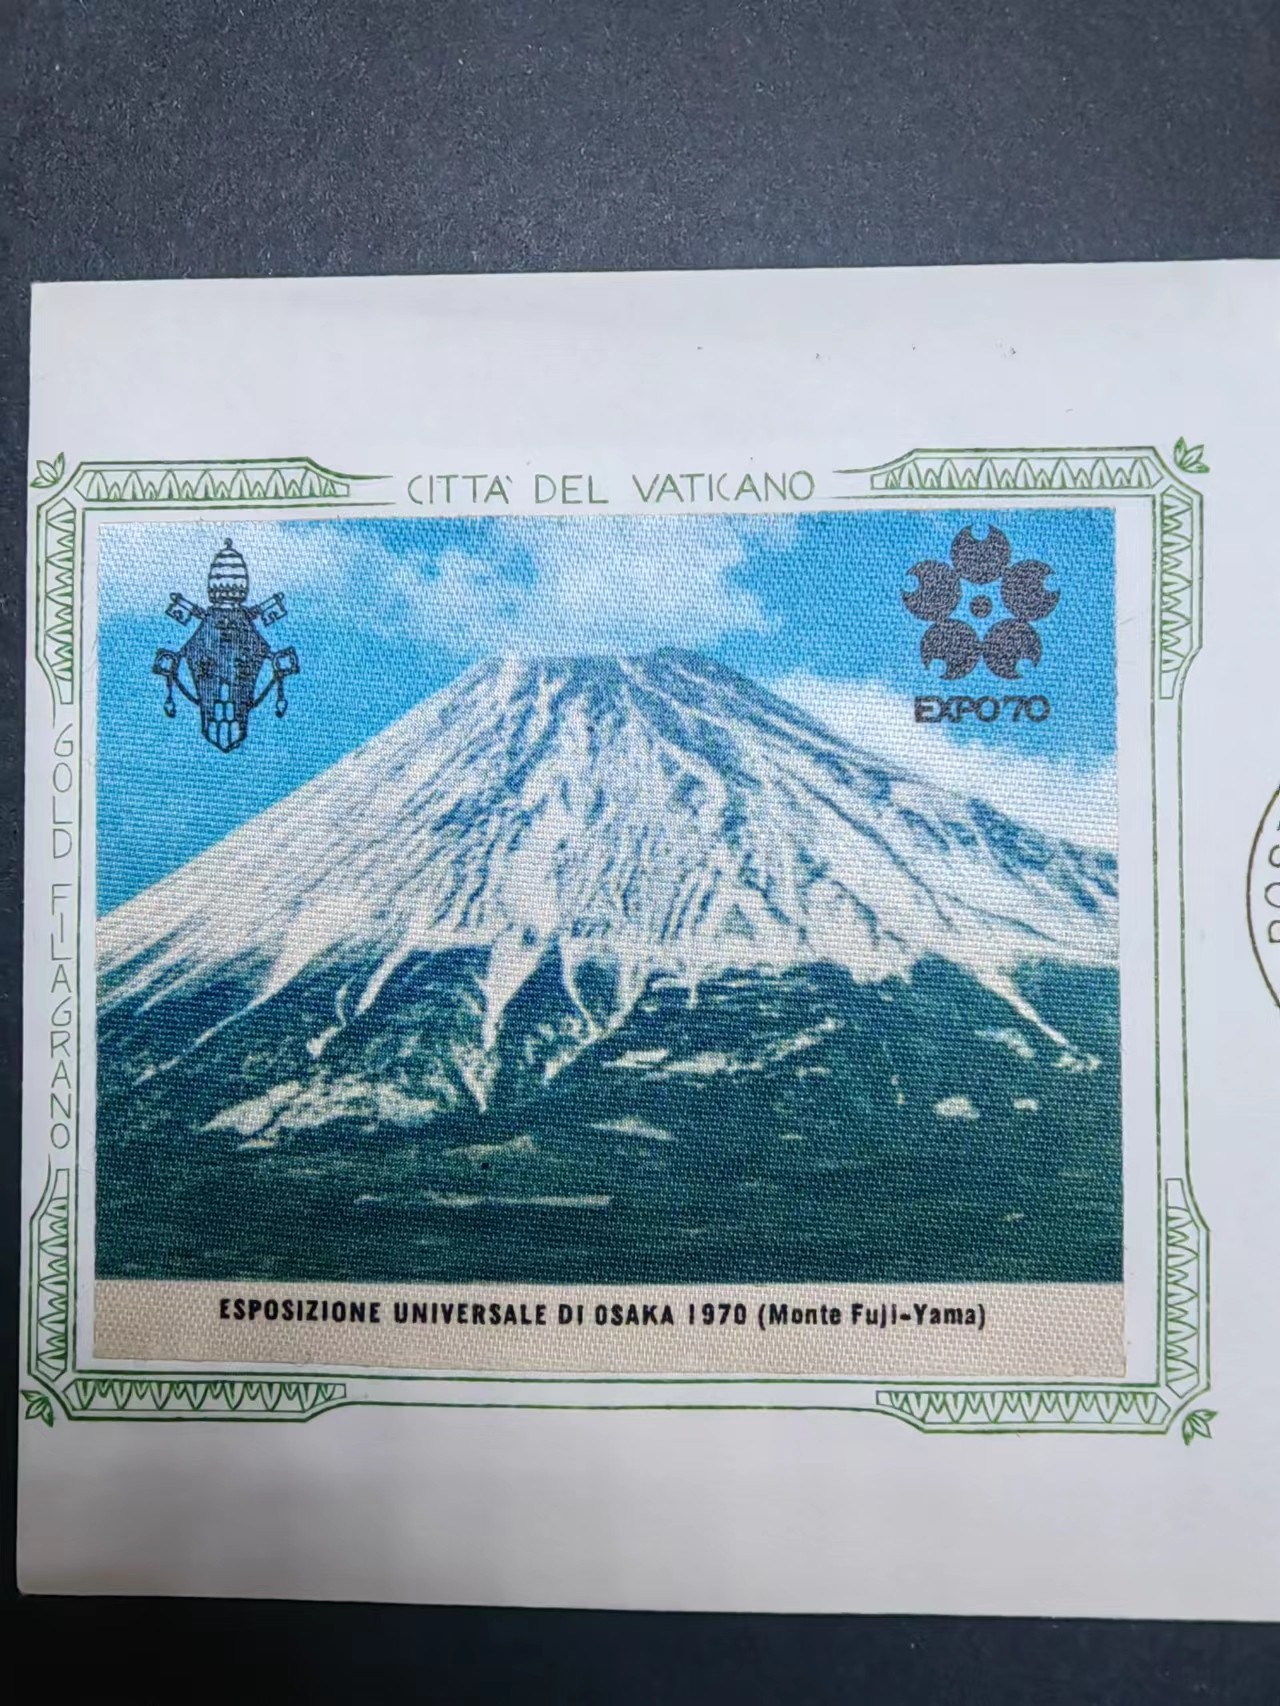 CITTA' DEL VATICANO
EXPO'70
GOLD FILAGRANO
ESPOSIZIONE UNIVERSALE DI OSAKA 1970 (Monte Fuji-Yama)